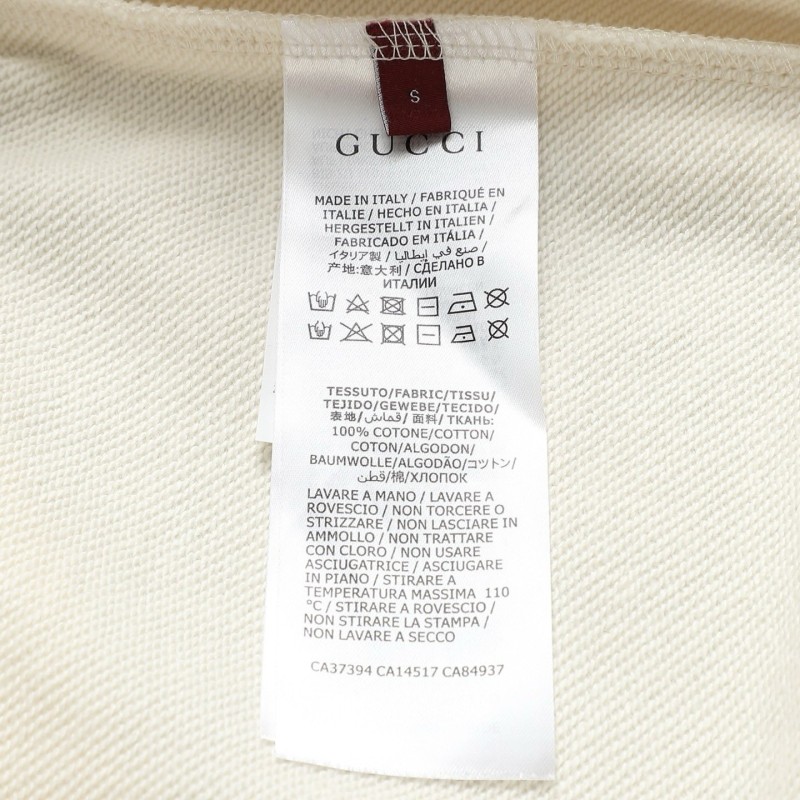 S
GUCCI
MADE IN ITALY / FABRIQUÉ EN
ITALIE / HECHO EN ITALIA /
HERGESTELLT IN ITALIEN /
FABRICADO EM ITÁLIA /
イタリア製 / صنع في إيطاليا /
产地:意大利 / СДЕЛАНО В
ИТАЛИИ
TESSUTO/FABRIC/TISSU/
TEJIDO/GEWEBE/TECIDO/
表地/قماش/ 面料/ ТКАНЬ:
100% COTONE/COTTON/
COTON/ALGODON/
BAUMWOLLE/ALGODÃO/コットン/
قطن/棉/ХЛОПОК
LAVARE A MANO / LAVARE A
ROVESCIO / NON TORCERE O
STRIZZARE / NON LASCIARE IN
AMMOLLO / NON TRATTARE
CON CLORO / NON USARE
ASCIUGATRICE / ASCIUGARE
IN PIANO / STIRARE A
TEMPERATURA MASSIMA 110
°C / STIRARE A ROVESCIO /
NON STIRARE LA STAMPA /
NON LAVARE A SECCO
CA37394 CA14517 CA84937